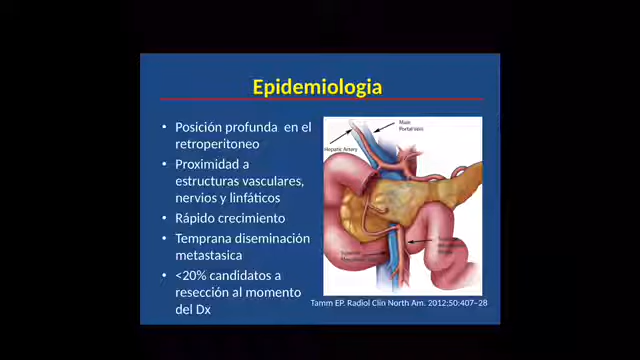 Epidemiologia
• Posición profunda en el
retroperitoneo
• Proximidad a
estructuras vasculares,
nervios y linfáticos
• Rápido crecimiento
• Temprana diseminación
metastasica
• <20% candidatos a
resección al momento
del Dx
Main
Portal Vein
Hepatic Artery
Superior
Tamm EP. Radiol Clin North Am. 2012;50:407–28